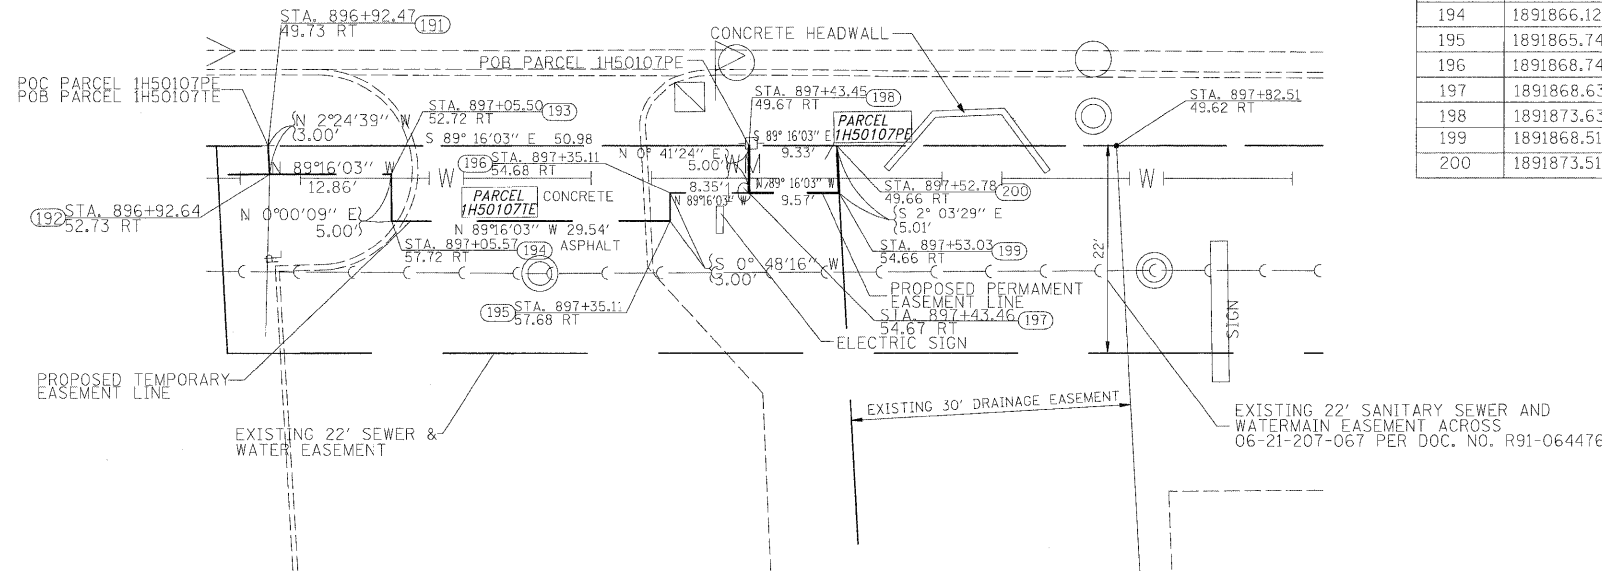 STA. 896+92.47
49.73 RT
191
POC PARCEL 1H50107PE
POB PARCEL 1H50107TE
N 2°24'39" W
3.00'
STA. 897+05.50
52.72 RT
193
S 89° 16'03" E 50.98
POB PARCEL 1H50107PE
CONCRETE HEADWALL
STA. 897+43.45
49.67 RT
198
PARCEL
1H50107PE
S 89° 16'03" E
9.33'
STA. 897+82.51
49.62 RT
N 89°16'03" W
12.86'
196
STA. 897+35.11
54.68 RT
N 0° 41'24" E
5.00'
W
W
M
W
W
192
STA. 896+92.64
52.73 RT
N 0°00'09" E
5.00'
PARCEL
1H50107TE
CONCRETE
N 89°16'03" W 29.54'
ASPHALT
8.35'
N 89°16'03" W
N 89° 16'03" W
9.57'
STA. 897+52.78
49.66 RT
200
S 2° 03'29" E
5.01'
STA. 897+05.57
57.72 RT
194
STA. 897+53.03
54.66 RT
199
22'
S 0° 48'16" W
3.00'
PROPOSED PERMAMENT
EASEMENT LINE
195
STA. 897+35.11
57.68 RT
STA. 897+43.46
54.67 RT
197
ELECTRIC SIGN
SIGN
PROPOSED TEMPORARY
EASEMENT LINE
EXISTING 22' SEWER &
WATER EASEMENT
EXISTING 30' DRAINAGE EASEMENT
EXISTING 22' SANITARY SEWER AND
WATERMAIN EASEMENT ACROSS
06-21-207-067 PER DOC. NO. R91-064476
194 1891866.12
195 1891865.74
196 1891868.74
197 1891868.63
198 1891873.63
199 1891868.51
200 1891873.51